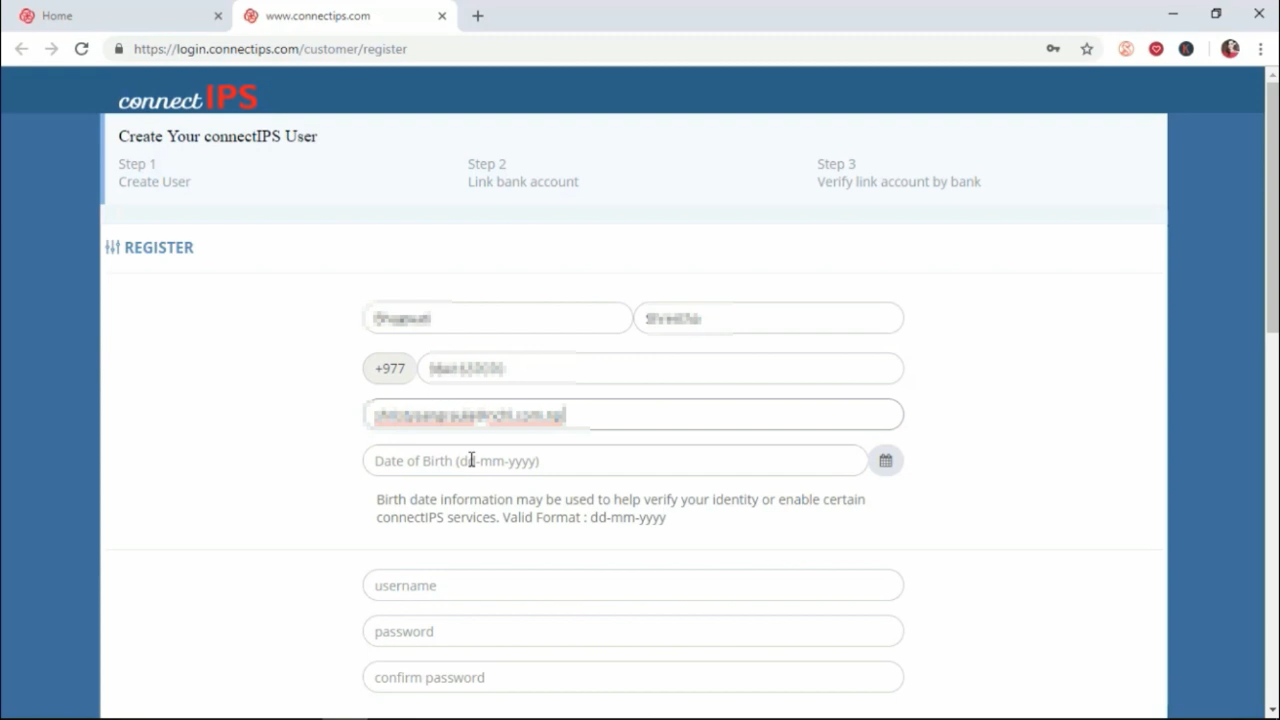 Home
www.connectips.com
https://login.connectips.com/customer/register
connectIPS
Create Your connectIPS User
Step 1
Create User
Step 2
Link bank account
Step 3
Verify link account by bank
REGISTER
+977
Date of Birth (dd-mm-yyyy)
Birth date information may be used to help verify your identity or enable certain
connectIPS services. Valid Format : dd-mm-yyyy
username
password
confirm password